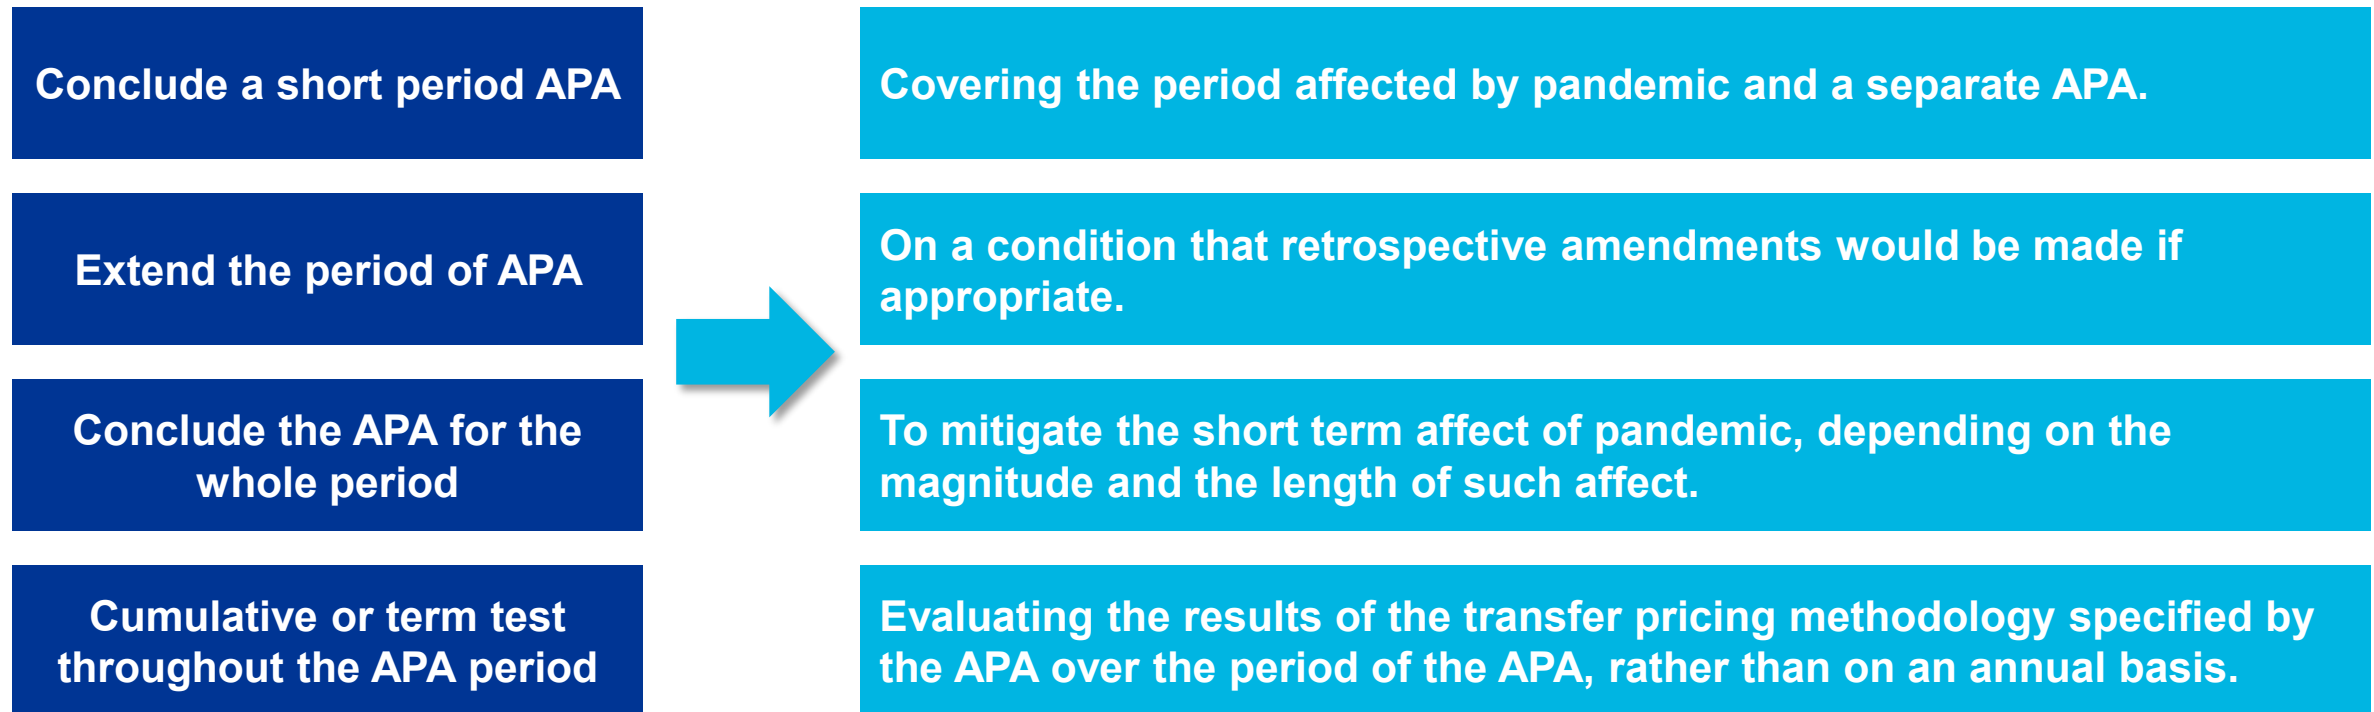 Conclude a short period APA
Covering the period affected by pandemic and a separate APA.
Extend the period of APA
On a condition that retrospective amendments would be made if
appropriate.
Conclude the APA for the
whole period
To mitigate the short term affect of pandemic, depending on the
magnitude and the length of such affect.
Cumulative or term test
throughout the APA period
Evaluating the results of the transfer pricing methodology specified by
the APA over the period of the APA, rather than on an annual basis.